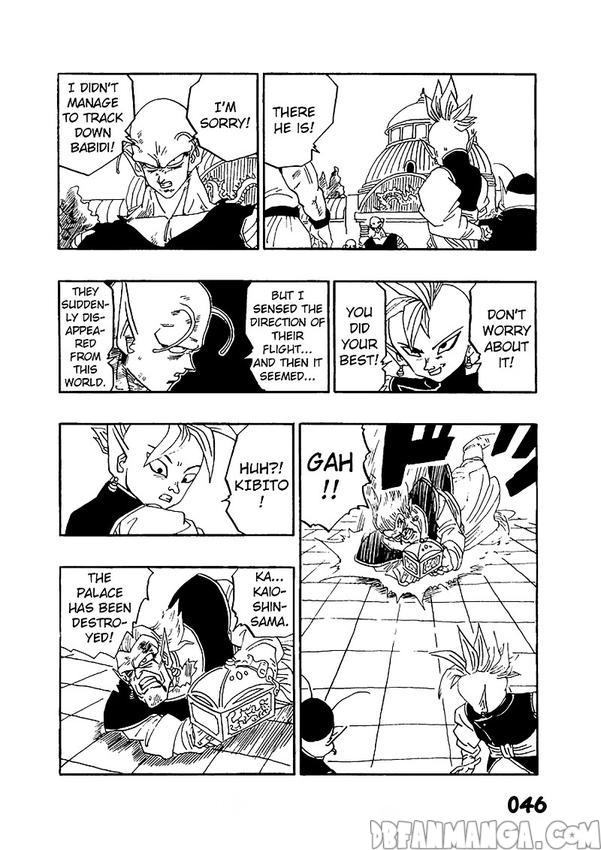 THERE
HE IS!
I'M
SORRY!
I DIDN'T
MANAGE
TO TRACK
DOWN
BABIDI!
DON'T
WORRY
ABOUT
IT!
YOU
DID
YOUR
BEST!
BUT I
SENSED THE
DIRECTION OF
THEIR
FLIGHT...
AND THEN IT
SEEMED...
THEY
SUDDEN-
LY DIS-
APPEA-
RED
FROM
THIS
WORLD.
GAH
!!
HUH?!
KIBITO
!
KA...
KAIO-
SHIN-
SAMA.
THE
PALACE
HAS BEEN
DESTRO-
YED!
046
DBFANMANGA.COM